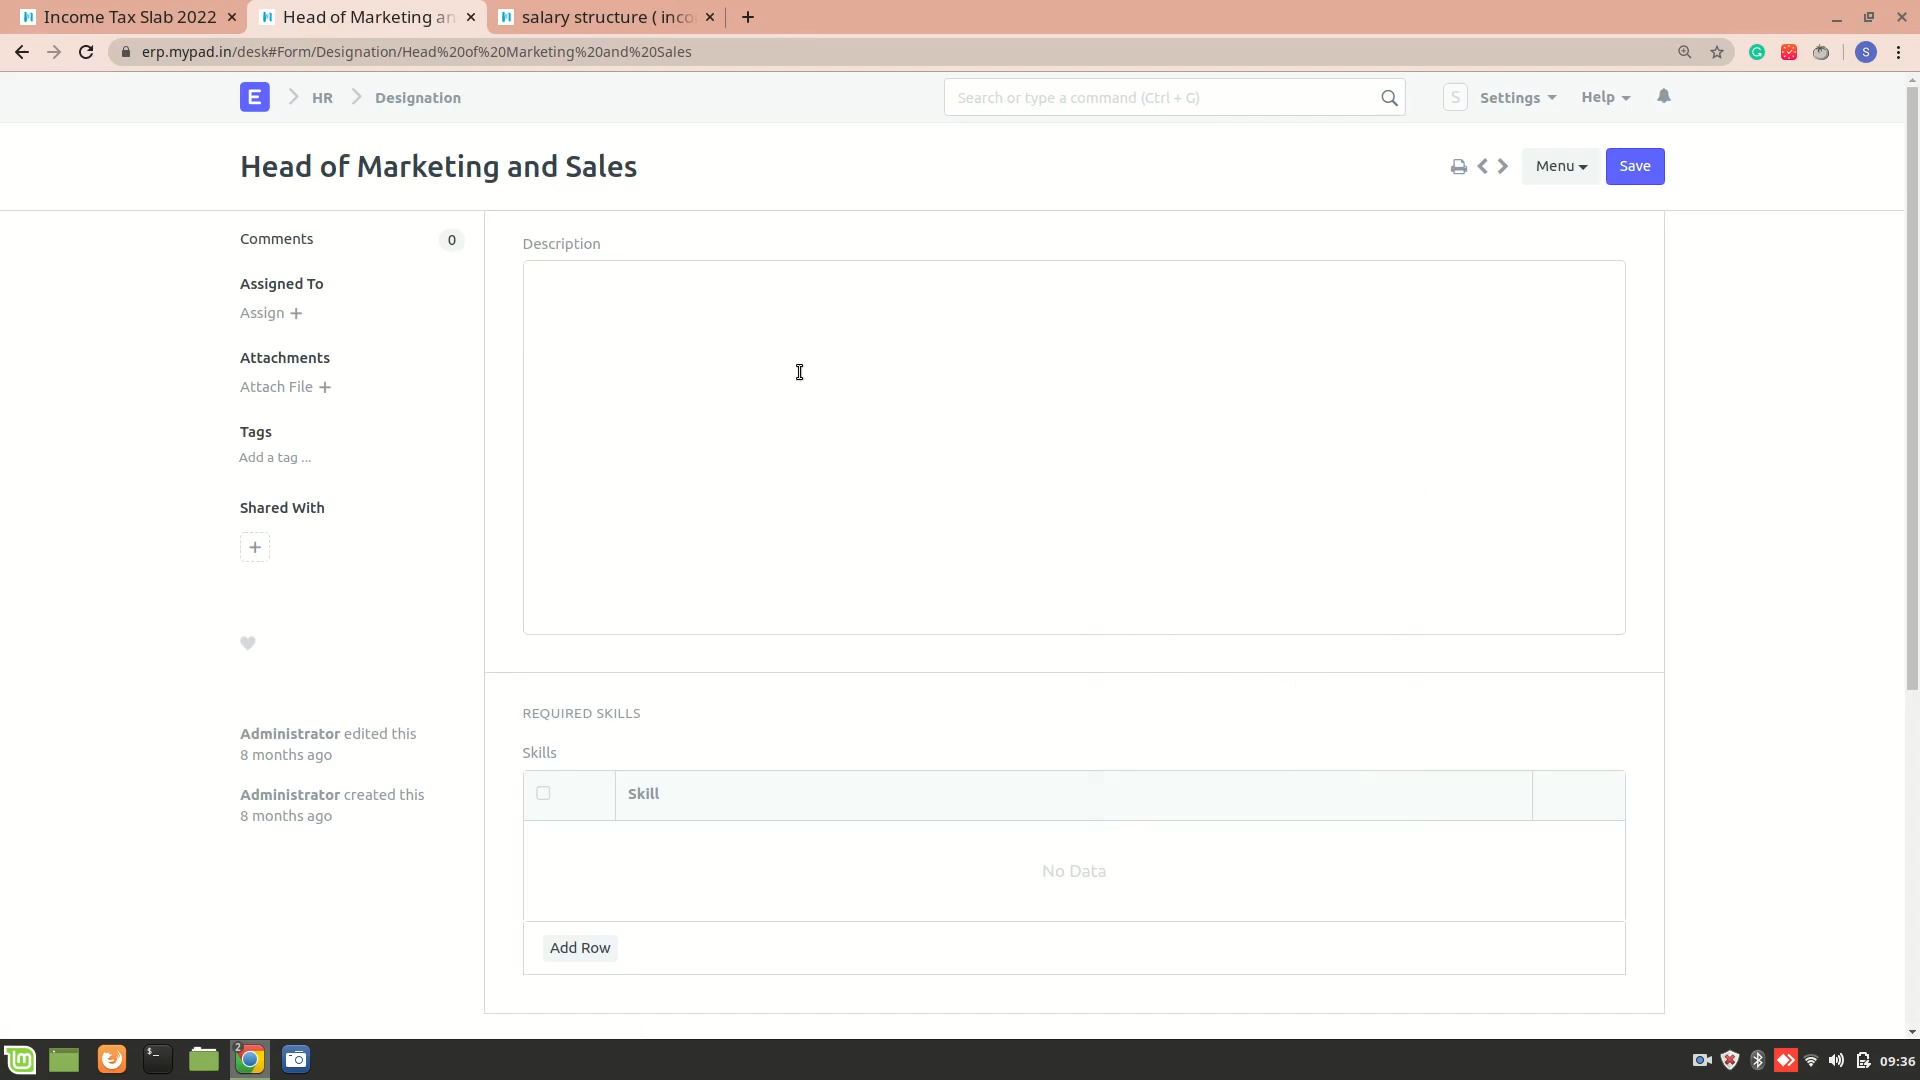 Income Tax Slab 2022
Head of Marketing an
salary structure ( inco
erp.mypad.in/desk#Form/Designation/Head%20of%20Marketing%20and%20Sales
S
E
HR
Designation
Search or type a command (Ctrl + G)
S
Settings
Help
Head of Marketing and Sales
Menu
Save
Comments
0
Assigned To
Assign +
Attachments
Attach File +
Tags
Add a tag ...
Shared With
+
Administrator edited this
8 months ago
Administrator created this
8 months ago
Description
REQUIRED SKILLS
Skills
Skill
No Data
Add Row
2
09:36